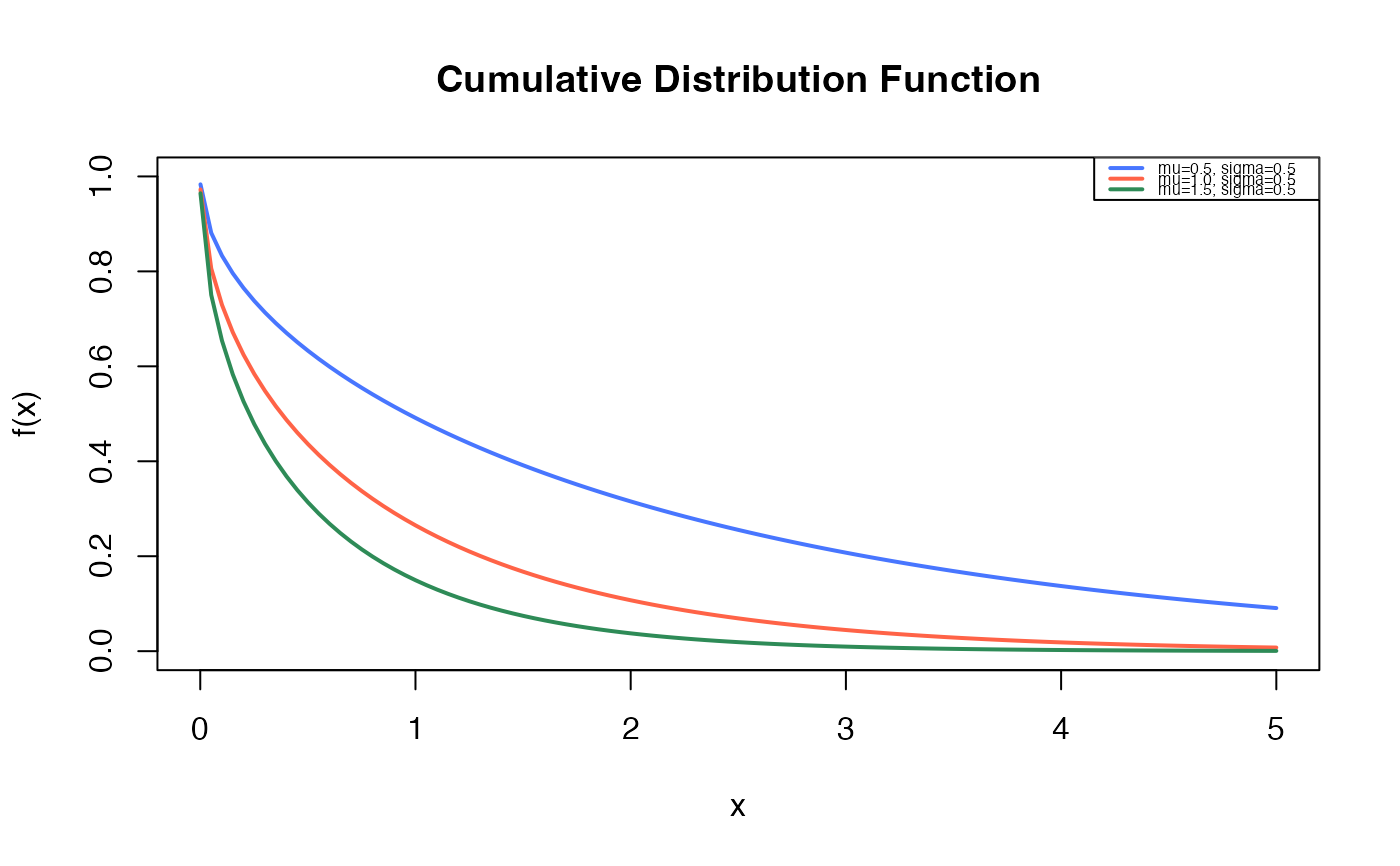 Cumulative Distribution Function
mu=0.5, sigma=0.5
mu=1.0, sigma=0.5
mu=1.5, sigma=0.5
f(x)
1.0
0.8
0.6
0.4
0.2
0.0
0 1 2 3 4 5
x